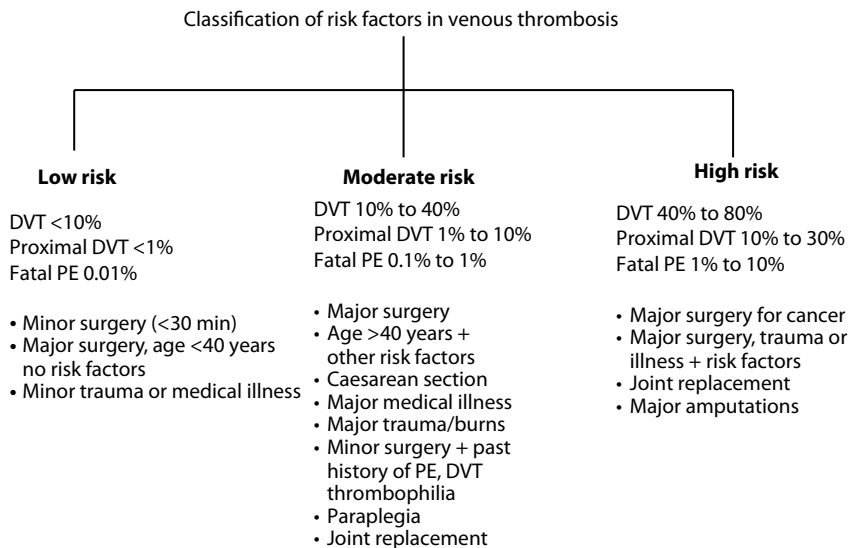 Classification of risk factors in venous thrombosis
Low risk
DVT <10%
Proximal DVT <1%
Fatal PE 0.01%
• Minor surgery (<30 min)
• Major surgery, age <40 years
no risk factors
• Minor trauma or medical illness
Moderate risk
DVT 10% to 40%
Proximal DVT 1% to 10%
Fatal PE 0.1% to 1%
• Major surgery
• Age >40 years +
other risk factors
• Caesarean section
• Major medical illness
• Major trauma/burns
• Minor surgery + past
history of PE, DVT
thrombophilia
• Paraplegia
• Joint replacement
High risk
DVT 40% to 80%
Proximal DVT 10% to 30%
Fatal PE 1% to 10%
• Major surgery for cancer
• Major surgery, trauma or
illness + risk factors
• Joint replacement
• Major amputations